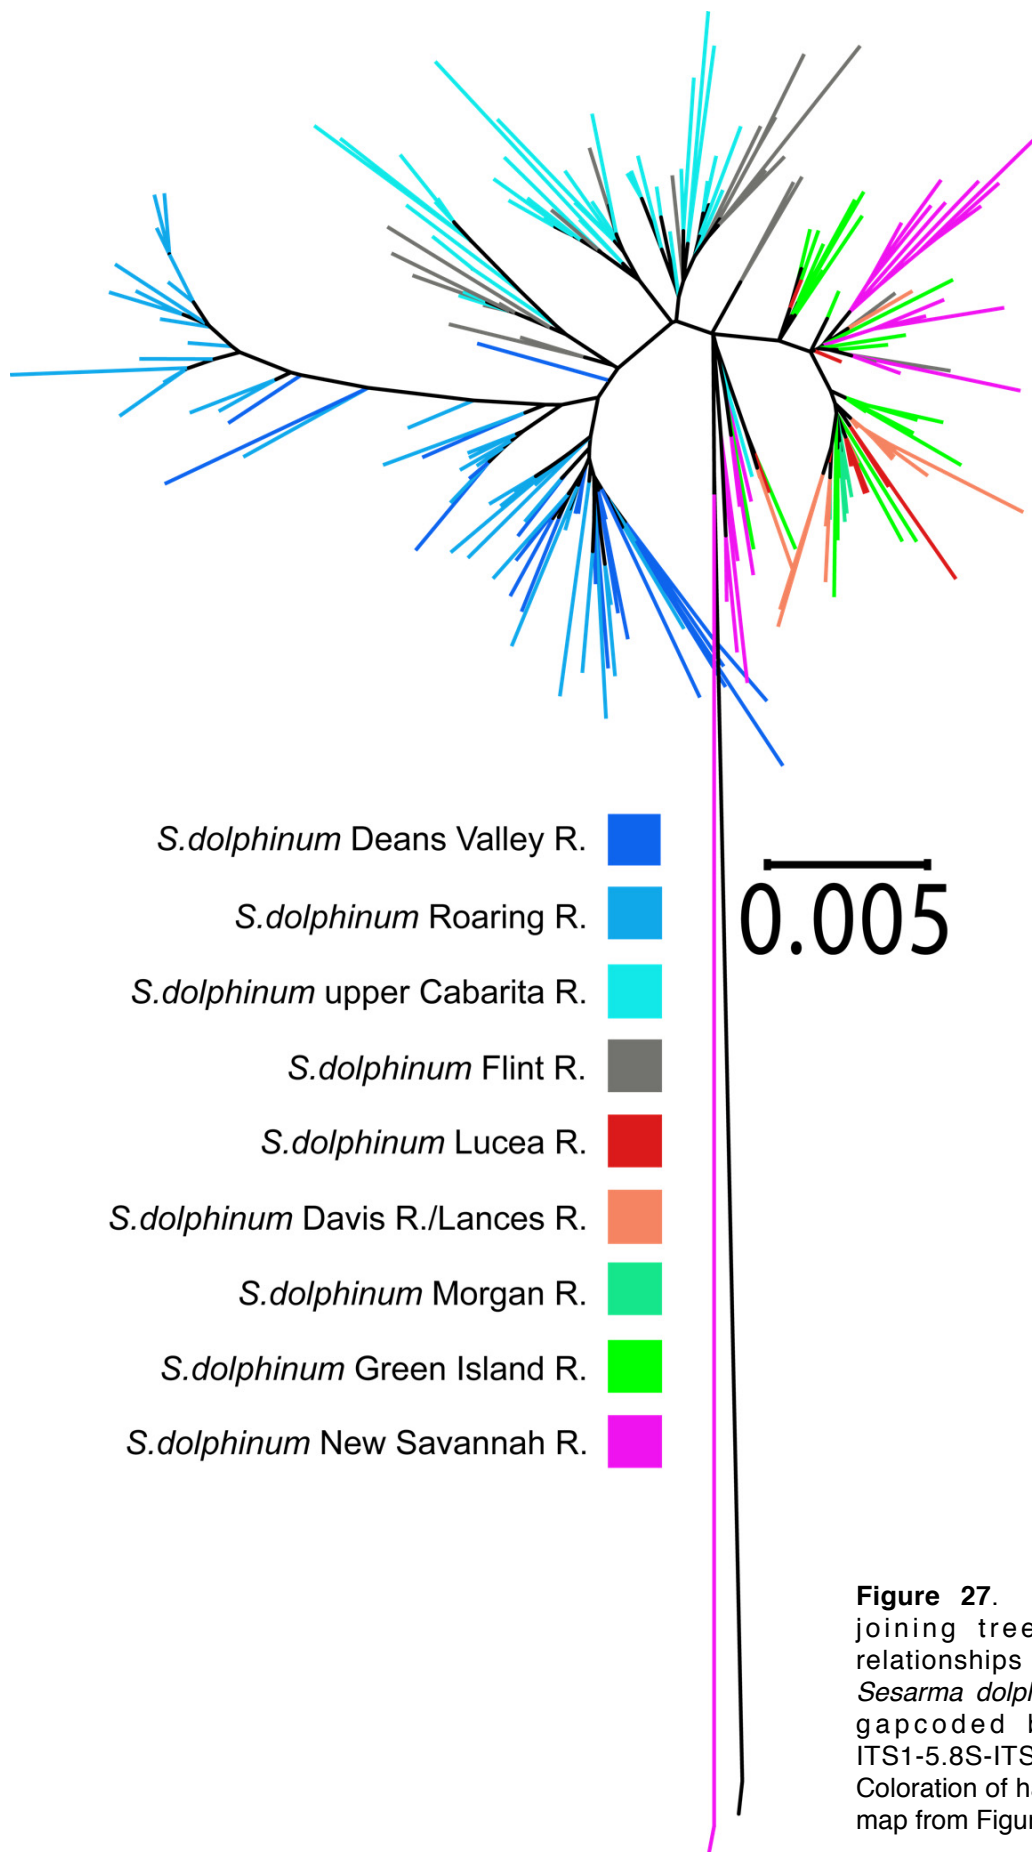 S.dolphinum Deans Valley R.
S.dolphinum Roaring R.
S.dolphinum upper Cabarita R.
S.dolphinum Flint R.
S.dolphinum Lucea R.
S.dolphinum Davis R./Lances R.
S.dolphinum Morgan R.
S.dolphinum Green Island R.
S.dolphinum New Savannah R.
0.005
Figure 27.
joining tree
relationships
Sesarma
gapcoded
ITS1-5.8S-ITS
Coloration of
map from